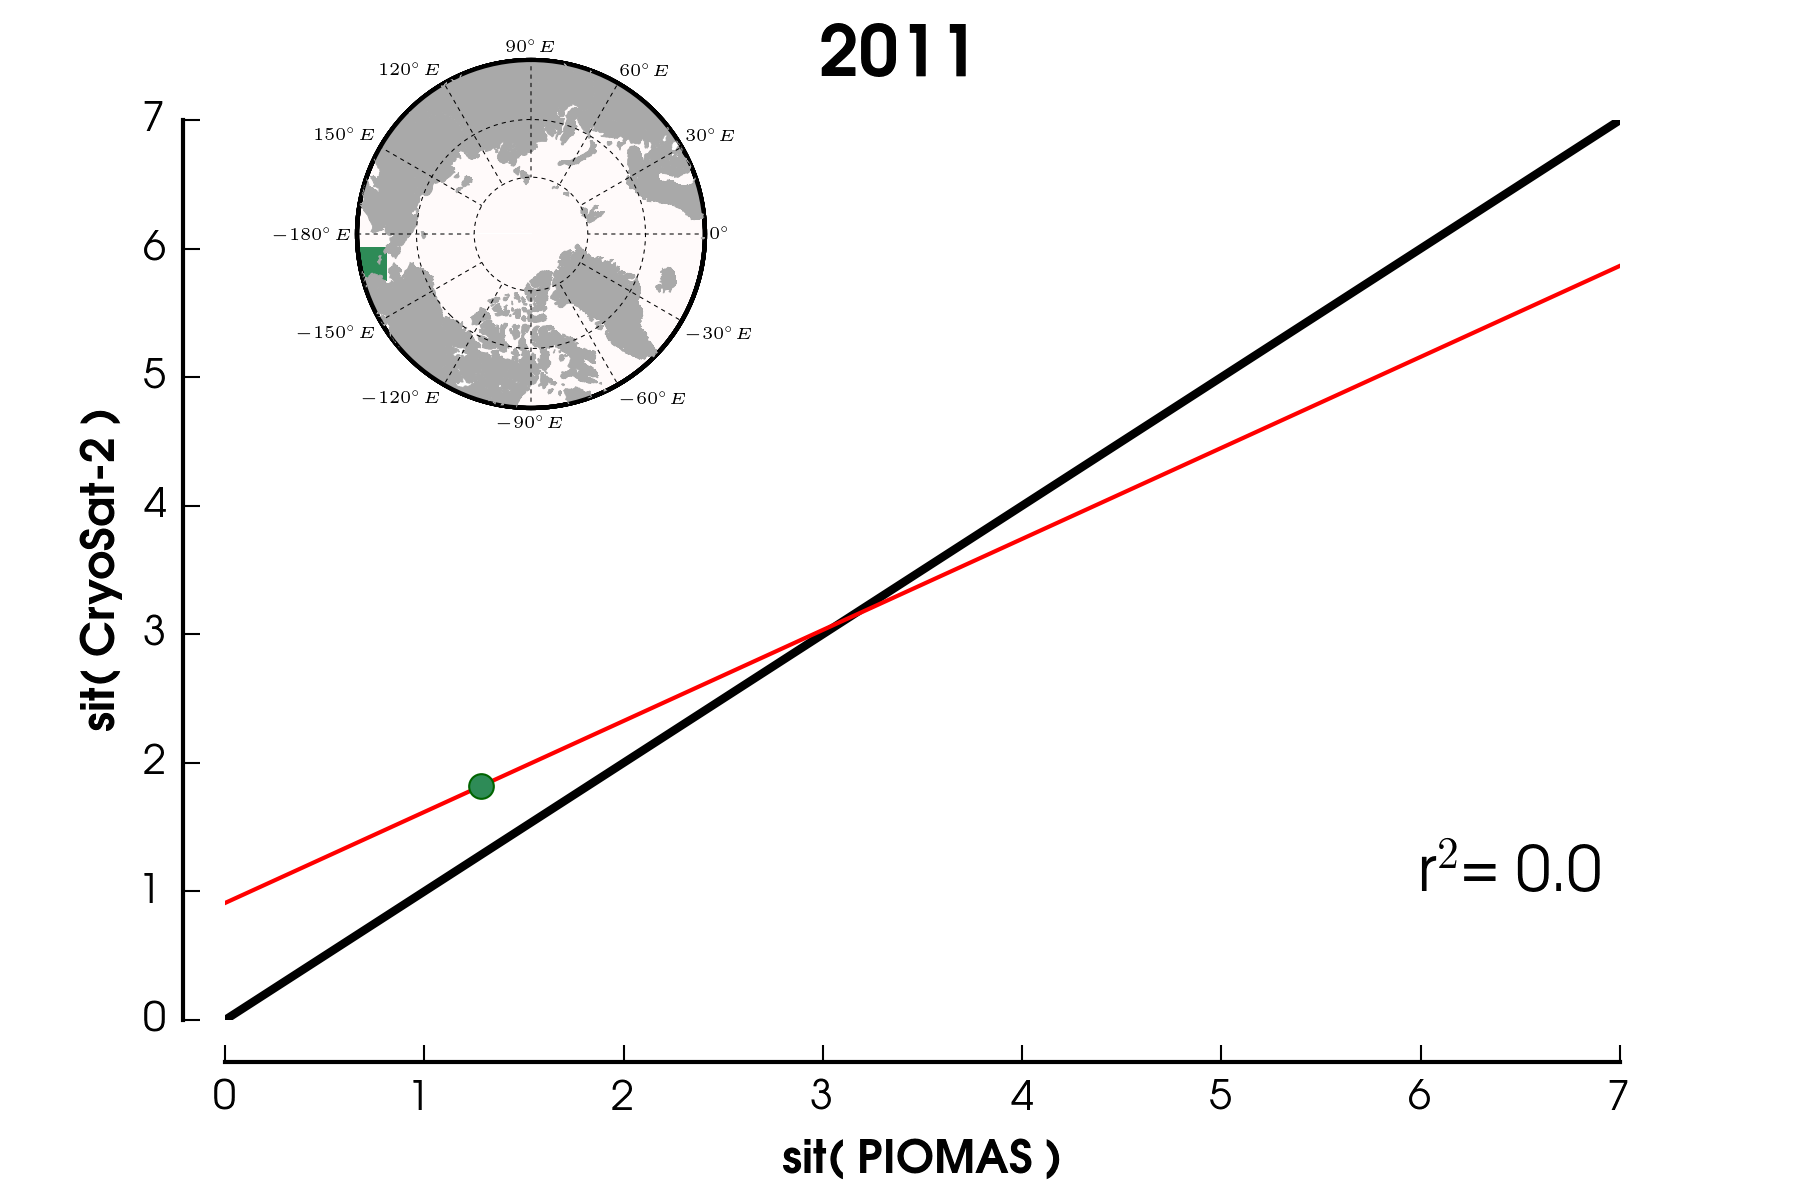 2011
90° E
120° E
60° E
150° E
30° E
−180° E
0°
−150° E
−30° E
−120° E
−60° E
−90° E
7
6
5
4
3
2
1
0
sit( CryoSat-2 )
r²= 0.0
0 1 2 3 4 5 6 7
sit( PIOMAS )